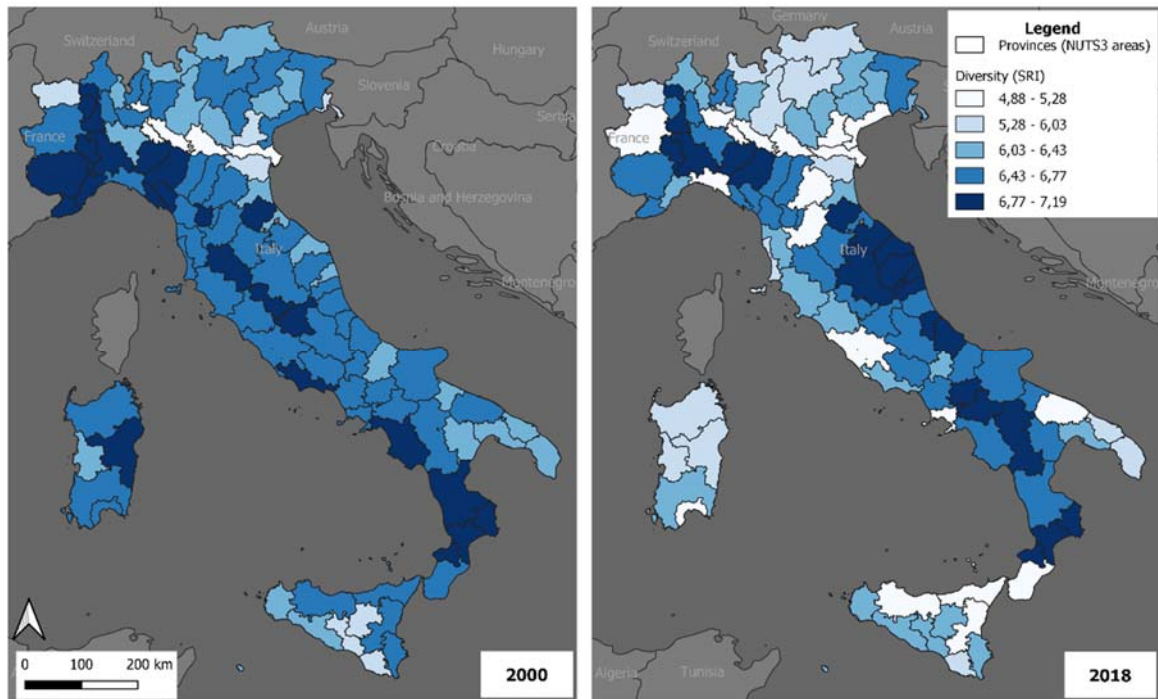 Switzerland
Austria
Hungary
Slovenia
France
Croatia
Serbia
Bosnia and Herzegovina
Italy
Montenegro
0 100 200 km
2000
Germany
Austria
Switzerland
France
Italy
Algeria
Tunisia
Legend
Provinces (NUTS3 areas)
Diversity (SRI)
4,88 - 5,28
5,28 - 6,03
6,03 - 6,43
6,43 - 6,77
6,77 - 7,19
2018